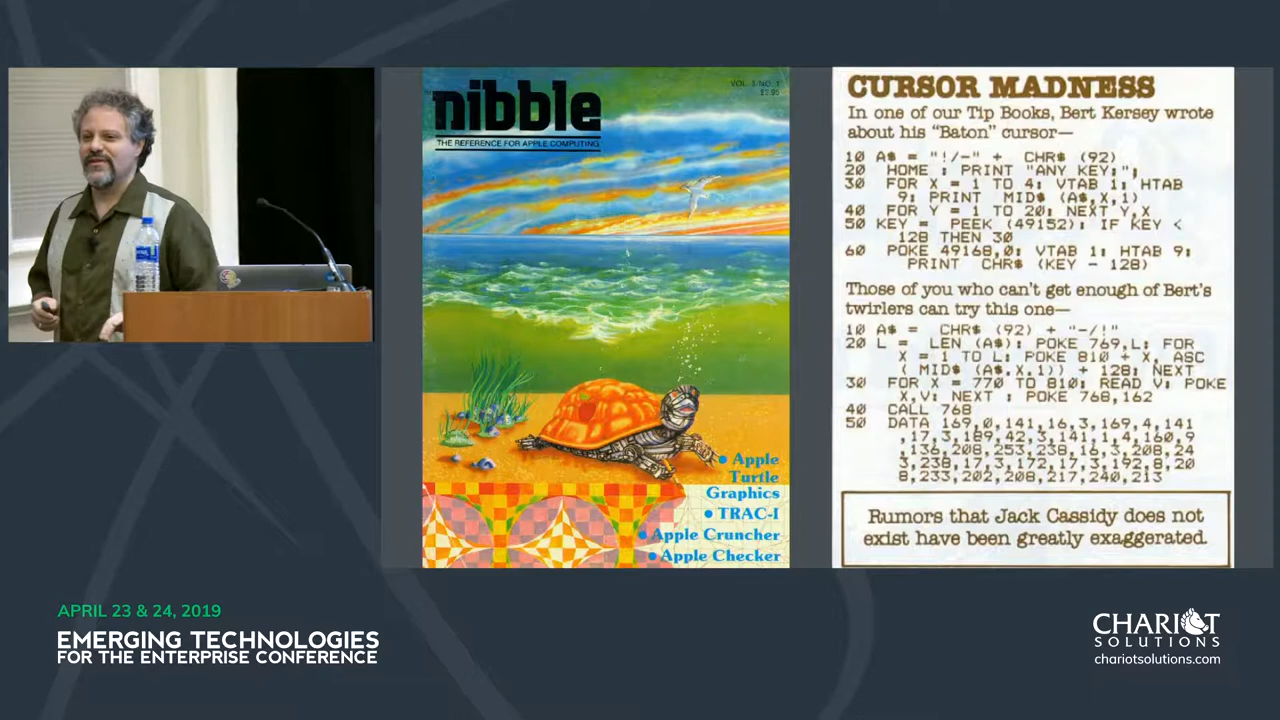 nibble
VOL. 3/NO. 1
$2.95
THE REFERENCE FOR APPLE COMPUTING
• Apple
Turtle
Graphics
• TRAC-I
• Apple Cruncher
• Apple Checker
CURSOR MADNESS
In one of our Tip Books, Bert Kersey wrote
about his "Baton" cursor—
10 A$ = "!/-" + CHR$ (92)
20 HOME : PRINT "ANY KEY:";
30 FOR X = 1 TO 4: VTAB 1: HTAB
9: PRINT MID$ (A$,X,1)
40 FOR Y = 1 TO 20: NEXT Y,X
50 KEY = PEEK (49152): IF KEY <
128 THEN 30
60 POKE 49168,0: VTAB 1: HTAB 9:
PRINT CHR$ (KEY - 128)
Those of you who can't get enough of Bert's
twirlers can try this one—
10 A$ = CHR$ (92) + "-/!"
20 L = LEN (A$): POKE 769,L: FOR
X = 1 TO L: POKE 810 + X, ASC
( MID$ (A$,X,1)) + 128: NEXT
30 FOR X = 770 TO 810: READ V: POKE
X,V: NEXT : POKE 768,162
40 CALL 768
50 DATA 169,0,141,16,3,169,4,141
,17,3,189,42,3,141,1,4,160,9
,136,208,253,238,16,3,208,24
3,238,17,3,172,17,3,192,8,20
8,233,202,208,217,240,213
Rumors that Jack Cassidy does not
exist have been greatly exaggerated.
APRIL 23 & 24, 2019
EMERGING TECHNOLOGIES
FOR THE ENTERPRISE CONFERENCE
CHARIOT
SOLUTIONS
chariotsolutions.com